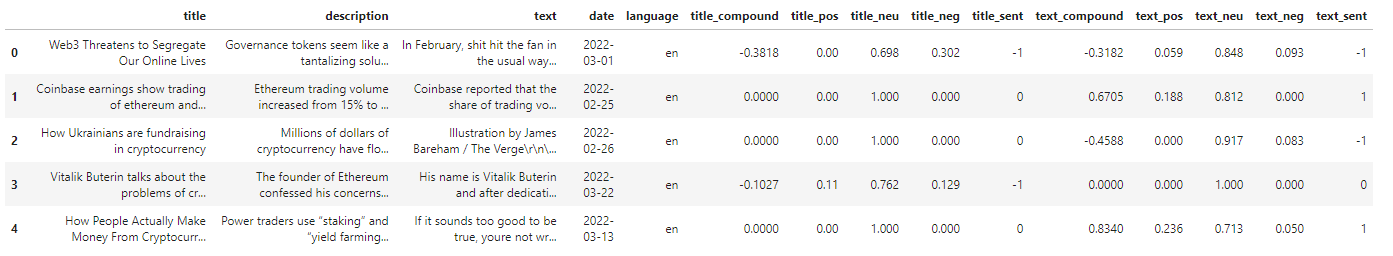 title description text date language title_compound title_pos title_neu title_neg title_sent text_compound text_pos text_neu text_neg text_sent
0 Web3 Threatens to Segregate Our Online Lives Governance tokens seem like a tantalizing solu... In February, shit hit the fan in the usual way... 2022-03-01 en -0.3818 0.00 0.698 0.302 -1 -0.3182 0.059 0.848 0.093 -1
1 Coinbase earnings show trading of ethereum and... Ethereum trading volume increased from 15% to ... Coinbase reported that the share of trading vo... 2022-02-25 en 0.0000 0.00 1.000 0.000 0 0.6705 0.188 0.812 0.000 1
2 How Ukrainians are fundraising in cryptocurrency Millions of dollars of cryptocurrency have flo... Illustration by James Bareham / The Verge\r\n\... 2022-02-26 en 0.0000 0.00 1.000 0.000 0 -0.4588 0.000 0.917 0.083 -1
3 Vitalik Buterin talks about the problems of cr... The founder of Ethereum confessed his concerns... His name is Vitalik Buterin and after dedicati... 2022-03-22 en -0.1027 0.11 0.762 0.129 -1 0.0000 0.000 1.000 0.000 0
4 How People Actually Make Money From Cryptocurr... Power traders use “staking” and “yield farming... If it sounds too good to be true, youre not wr... 2022-03-13 en 0.0000 0.00 1.000 0.000 0 0.8340 0.236 0.713 0.050 1